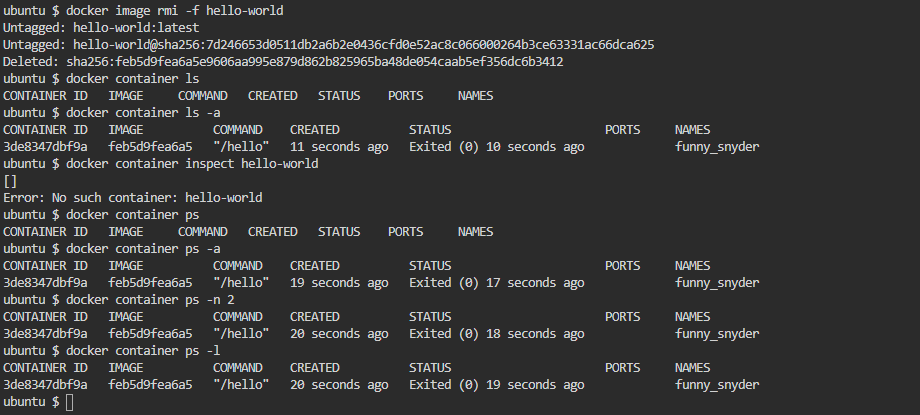 ubuntu $ docker image rmi -f hello-world
Untagged: hello-world:latest
Untagged: hello-world@sha256:7d246653d0511db2a6b2e0436cfd0e52ac8c066000264b3ce63331ac66dca625
Deleted: sha256:feb5d9fea6a5e9606aa995e879d862b825965ba48de054caab5ef356dc6b3412
ubuntu $ docker container ls
CONTAINER ID   IMAGE     COMMAND   CREATED   STATUS    PORTS     NAMES
ubuntu $ docker container ls -a
CONTAINER ID   IMAGE          COMMAND    CREATED          STATUS                      PORTS     NAMES
3de8347dbf9a   feb5d9fea6a5   "/hello"   11 seconds ago   Exited (0) 10 seconds ago             funny_snyder
ubuntu $ docker container inspect hello-world
[]
Error: No such container: hello-world
ubuntu $ docker container ps
CONTAINER ID   IMAGE     COMMAND   CREATED   STATUS    PORTS     NAMES
ubuntu $ docker container ps -a
CONTAINER ID   IMAGE          COMMAND    CREATED          STATUS                      PORTS     NAMES
3de8347dbf9a   feb5d9fea6a5   "/hello"   19 seconds ago   Exited (0) 17 seconds ago             funny_snyder
ubuntu $ docker container ps -n 2
CONTAINER ID   IMAGE          COMMAND    CREATED          STATUS                      PORTS     NAMES
3de8347dbf9a   feb5d9fea6a5   "/hello"   20 seconds ago   Exited (0) 18 seconds ago             funny_snyder
ubuntu $ docker container ps -l
CONTAINER ID   IMAGE          COMMAND    CREATED          STATUS                      PORTS     NAMES
3de8347dbf9a   feb5d9fea6a5   "/hello"   20 seconds ago   Exited (0) 19 seconds ago             funny_snyder
ubuntu $